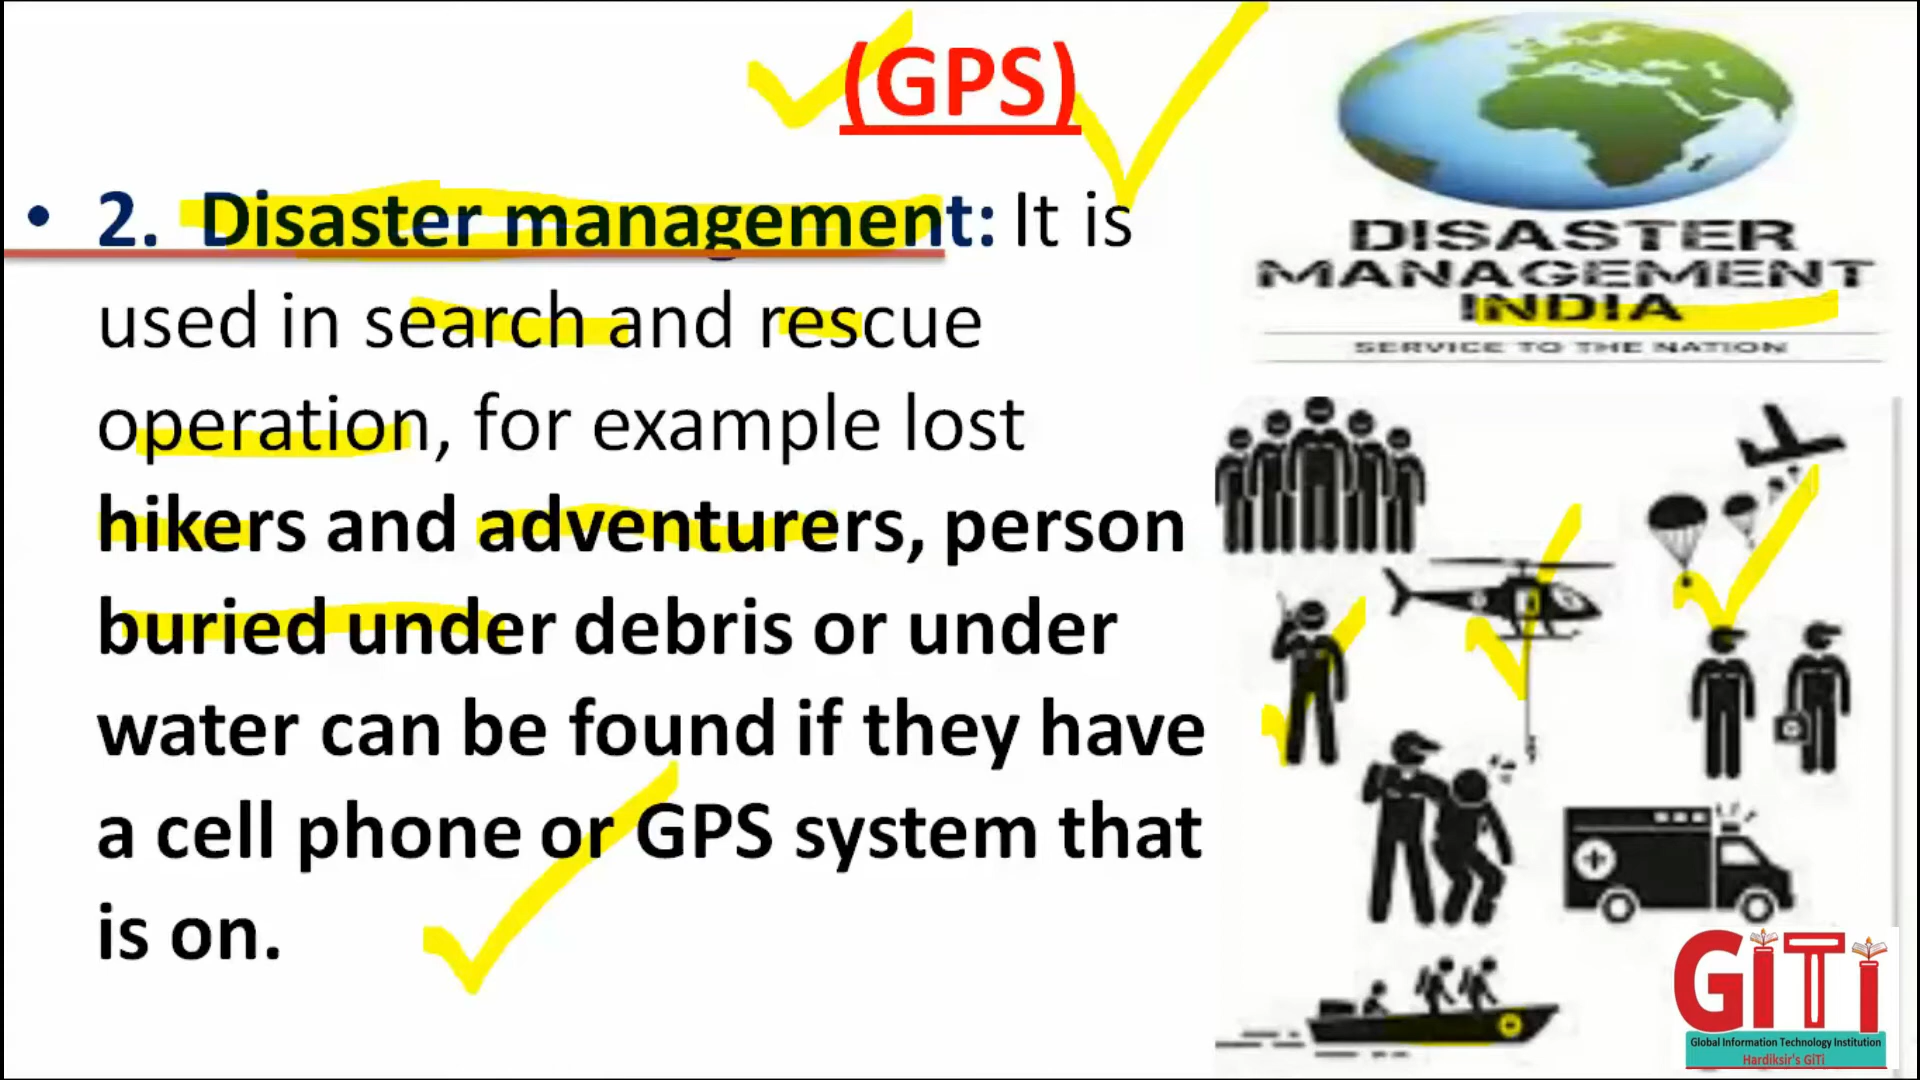 (GPS)
• 2. Disaster management: It is
used in search and rescue
operation, for example lost
hikers and adventurers, person
buried under debris or under
water can be found if they have
a cell phone or GPS system that
is on.
DISASTER
MANAGEMENT
INDIA
SERVICE TO THE NATION
GiTi
Global Information Technology Institution
Hardiksir's GiTi